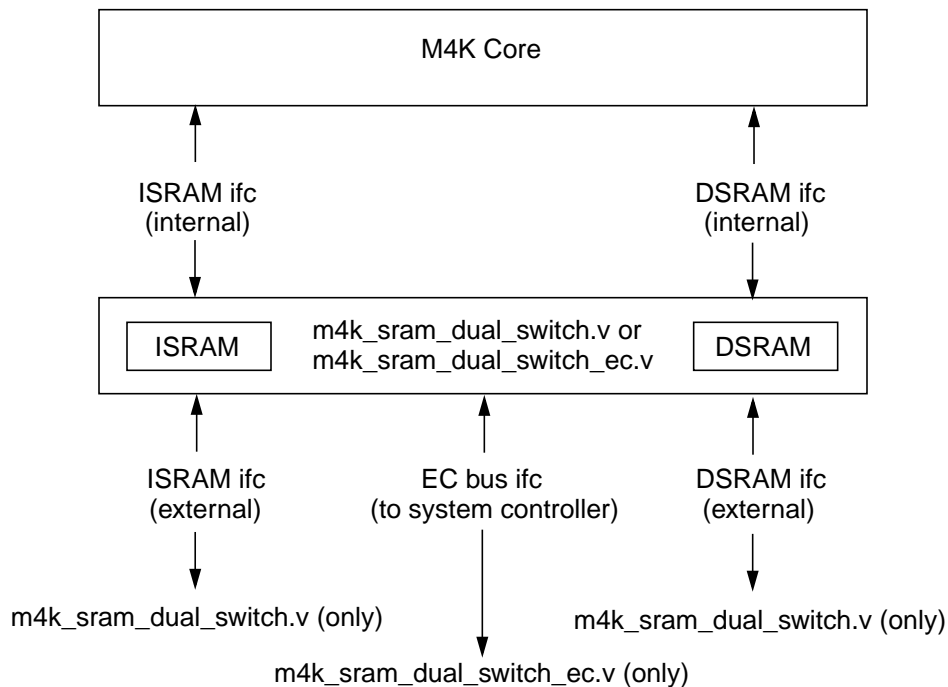 M4K Core
ISRAM ifc
(internal)
DSRAM ifc
(internal)
ISRAM
m4k_sram_dual_switch.v or
m4k_sram_dual_switch_ec.v
DSRAM
ISRAM ifc
(external)
EC bus ifc
(to system controller)
DSRAM ifc
(external)
m4k_sram_dual_switch.v (only)
m4k_sram_dual_switch.v (only)
m4k_sram_dual_switch_ec.v (only)